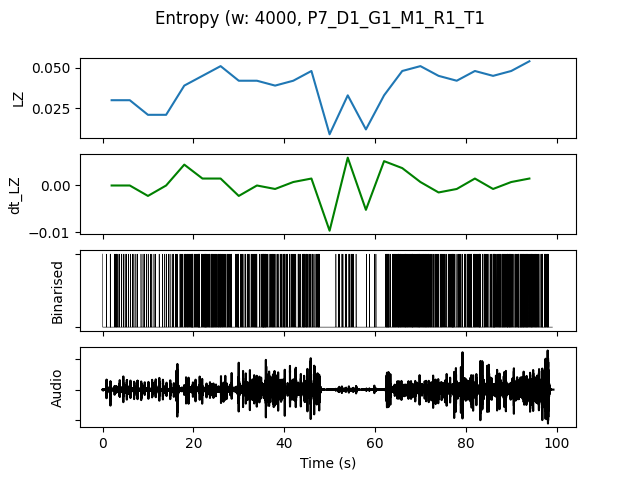 Entropy (w: 4000, P7_D1_G1_M1_R1_T1
0.050
0.025
LZ
0.00
−0.01
dt_LZ
Binarised
Audio
0 20 40 60 80 100
Time (s)